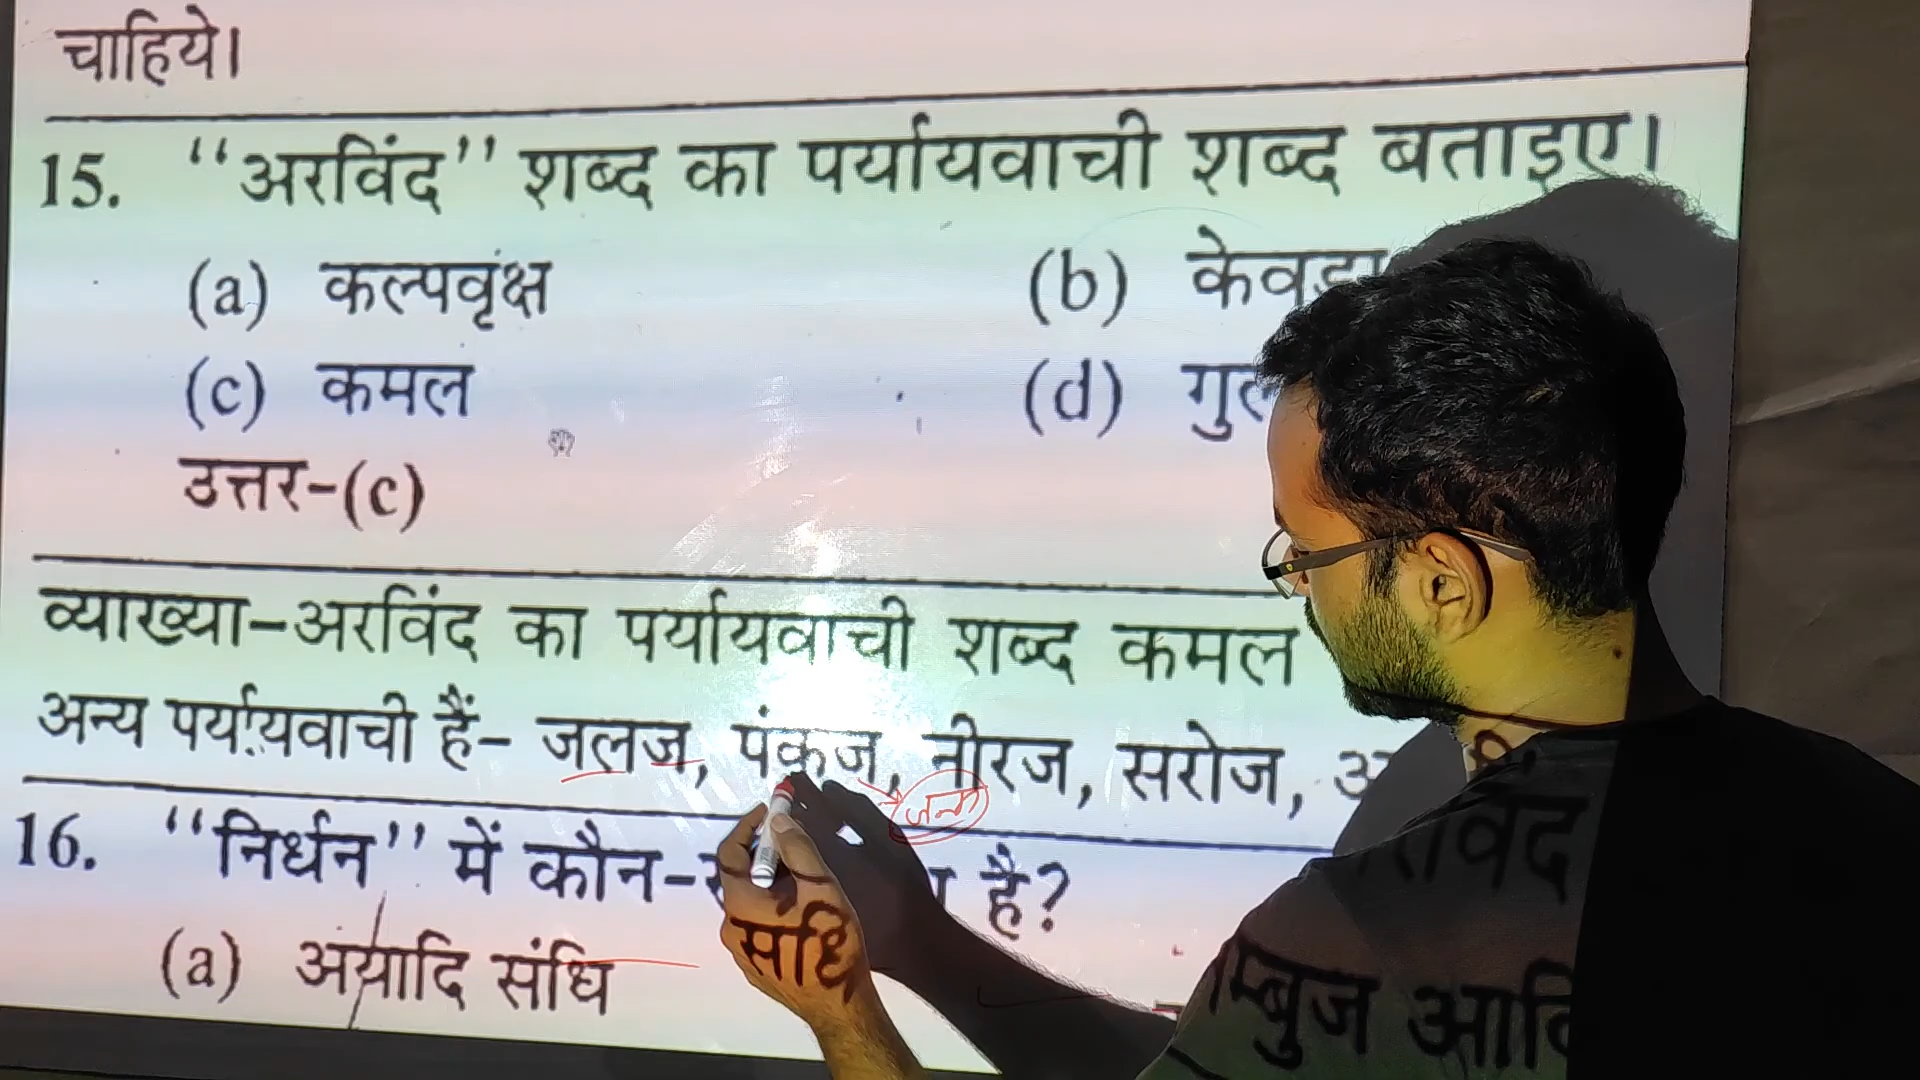 चाहिये।
15. ‘‘अरविंद’’ शब्द का पर्यायवाची शब्द बताइए।
(a) कल्पवृंक्ष (b)
(c) कमल (d)
उत्तर-(c)
व्याख्या-अरविंद का पर्यायवाची शब्द कमल
अन्य पर्यायवाची हैं- जलज, पंकज, नीरज, सरोज,
जन्म
16. ‘‘निर्धन’’ में कौन- संधि है?
(a) अयादि संधि